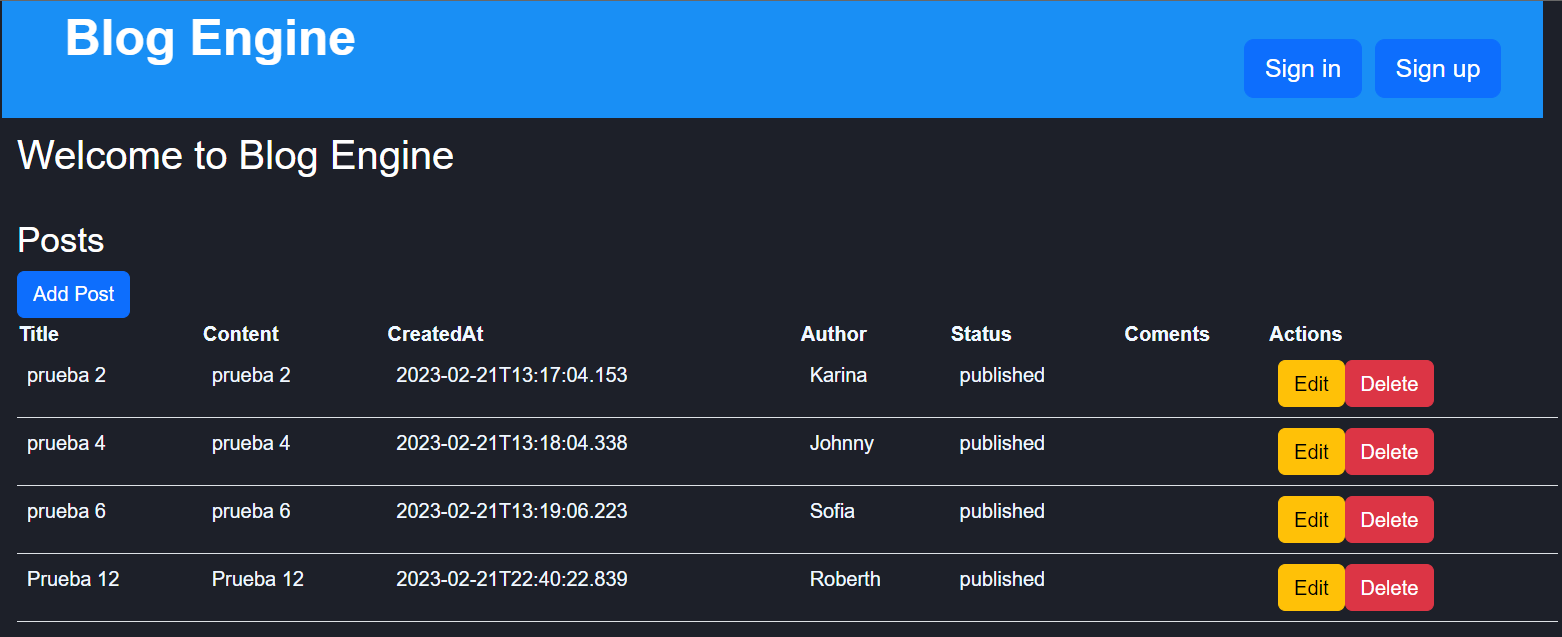 Blog Engine
Sign in Sign up
Welcome to Blog Engine
Posts
Add Post
Title Content CreatedAt Author Status Coments Actions
prueba 2 prueba 2 2023-02-21T13:17:04.153 Karina published Edit Delete
prueba 4 prueba 4 2023-02-21T13:18:04.338 Johnny published Edit Delete
prueba 6 prueba 6 2023-02-21T13:19:06.223 Sofia published Edit Delete
Prueba 12 Prueba 12 2023-02-21T22:40:22.839 Roberth published Edit Delete